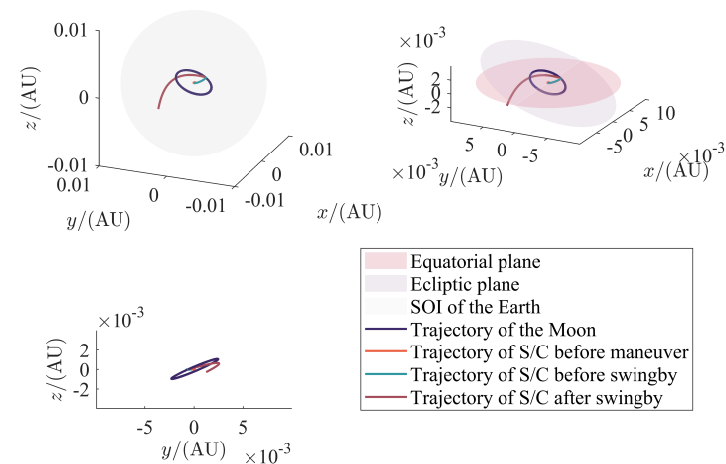 0.01
0
-0.01
z/(AU)
0.01
0
-0.01
y/(AU)
-0.01
0
0.01
x/(AU)
×10⁻³
2
0
-2
z/(AU)
5
0
-5
×10⁻³
y/(AU)
-5
0
5
10
×10⁻³
x/(AU)
Equatorial plane
Ecliptic plane
SOI of the Earth
Trajectory of the Moon
Trajectory of S/C before maneuver
Trajectory of S/C before swingby
Trajectory of S/C after swingby
×10⁻³
2
0
-2
z/(AU)
-5
0
5
y/(AU)
×10⁻³